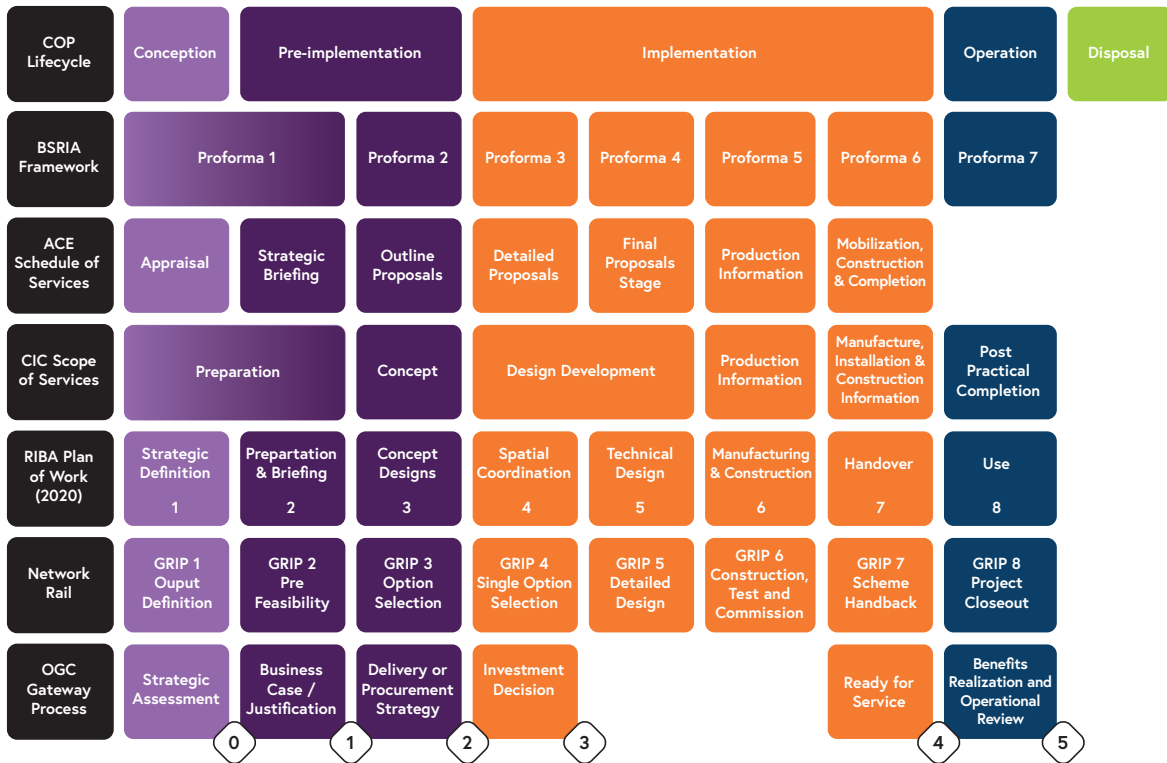 COP
Lifecycle
Conception
Pre-implementation
Implementation
Operation
Disposal
BSRIA
Framework
Proforma 1
Proforma 2
Proforma 3
Proforma 4
Proforma 5
Proforma 6
Proforma 7
ACE
Schedule of
Services
Appraisal
Strategic
Briefing
Outline
Proposals
Detailed
Proposals
Final
Proposals
Stage
Production
Information
Mobilization,
Construction
& Completion
CIC Scope
of Services
Preparation
Concept
Design Development
Production
Information
Manufacture,
Installation &
Construction
Information
Post
Practical
Completion
RIBA Plan
of Work
(2020)
Strategic
Definition
1
Prepartation
& Briefing
2
Concept
Designs
3
Spatial
Coordination
4
Technical
Design
5
Manufacturing
& Construction
6
Handover
7
Use
8
Network
Rail
GRIP 1
Ouput
Definition
GRIP 2
Pre
Feasibility
GRIP 3
Option
Selection
GRIP 4
Single Option
Selection
GRIP 5
Detailed
Design
GRIP 6
Construction,
Test and
Commission
GRIP 7
Scheme
Handback
GRIP 8
Project
Closeout
OGC
Gateway
Process
Strategic
Assessment
Business
Case /
Justification
Delivery or
Procurement
Strategy
Investment
Decision
Ready for
Service
Benefits
Realization and
Operational
Review
0
1
2
3
4
5